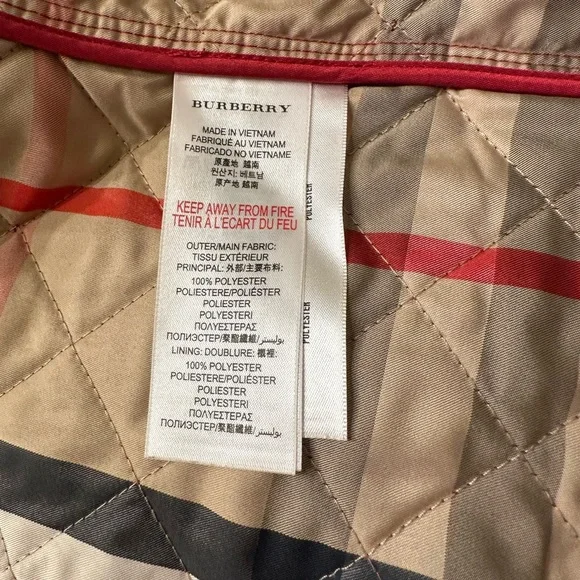 BURBERRY
MADE IN VIETNAM
FABRIQUÉ AU VIETNAM
FABRICADO NO VIETNAME
原產地 越南
원산지: 베트남
原产地 越南
KEEP AWAY FROM FIRE
TENIR À L'ECART DU FEU
OUTER/MAIN FABRIC:
TISSU EXTÉRIEUR
PRINCIPAL: 外部/主要布料:
100% POLYESTER
POLIESTERE/POLIÉSTER
POLIESTER
POLYESTERI
ΠΟΛΥΕΣΤΕΡΑΣ
ПОЛИЭСТЕР/聚酯纖維/بوليستر
LINING: DOUBLURE: 襯裡:
100% POLYESTER
POLIESTERE/POLIÉSTER
POLIESTER
POLYESTERI
ΠΟΛΥΕΣΤΕΡΑΣ
ПОЛИЭСТЕР/聚酯纖維/بوليستر
POLYESTER
POLYESTER